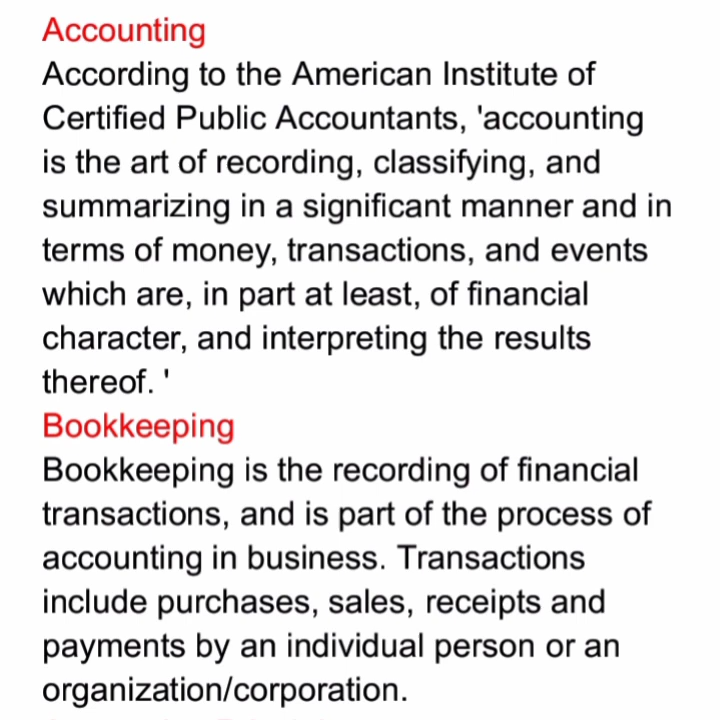 Accounting
According to the American Institute of
Certified Public Accountants, 'accounting
is the art of recording, classifying, and
summarizing in a significant manner and in
terms of money, transactions, and events
which are, in part at least, of financial
character, and interpreting the results
thereof. '
Bookkeeping
Bookkeeping is the recording of financial
transactions, and is part of the process of
accounting in business. Transactions
include purchases, sales, receipts and
payments by an individual person or an
organization/corporation.